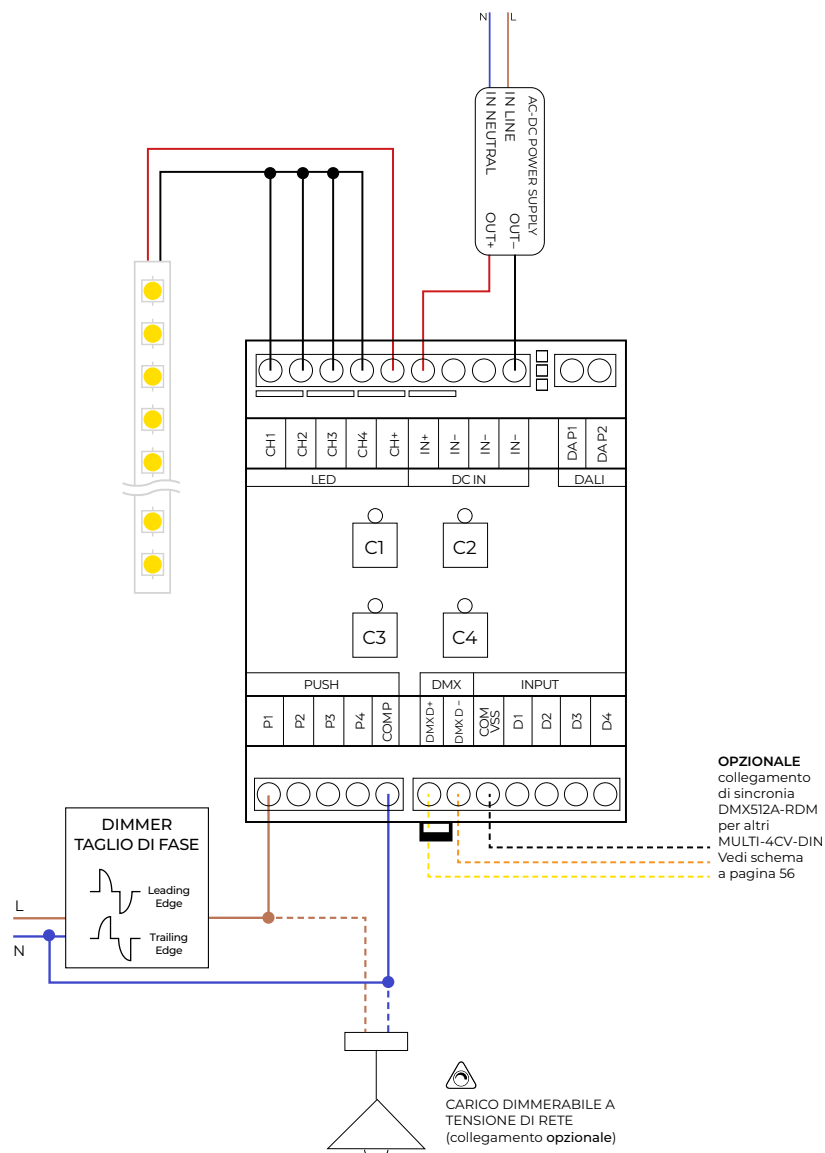 N L
IN NEUTRAL
IN LINE
AC-DC POWER SUPPLY
OUT+
OUT-
CH1 CH2 CH3 CH4 CH+ IN+ IN- IN- IN- DA P1 DA P2
LED DC IN DALI
C1 C2
C3 C4
PUSH DMX INPUT
P1 P2 P3 P4 COM P DMX D+ DMX D- COM VSS D1 D2 D3 D4
OPZIONALE
collegamento
di sincronia
DMX512A-RDM
per altri
MULTI-4CV-DIN
Vedi schema
a pagina 56
DIMMER
TAGLIO DI FASE
Leading
Edge
Trailing
Edge
L
N
CARICO DIMMERABILE A
TENSIONE DI RETE
(collegamento opzionale)